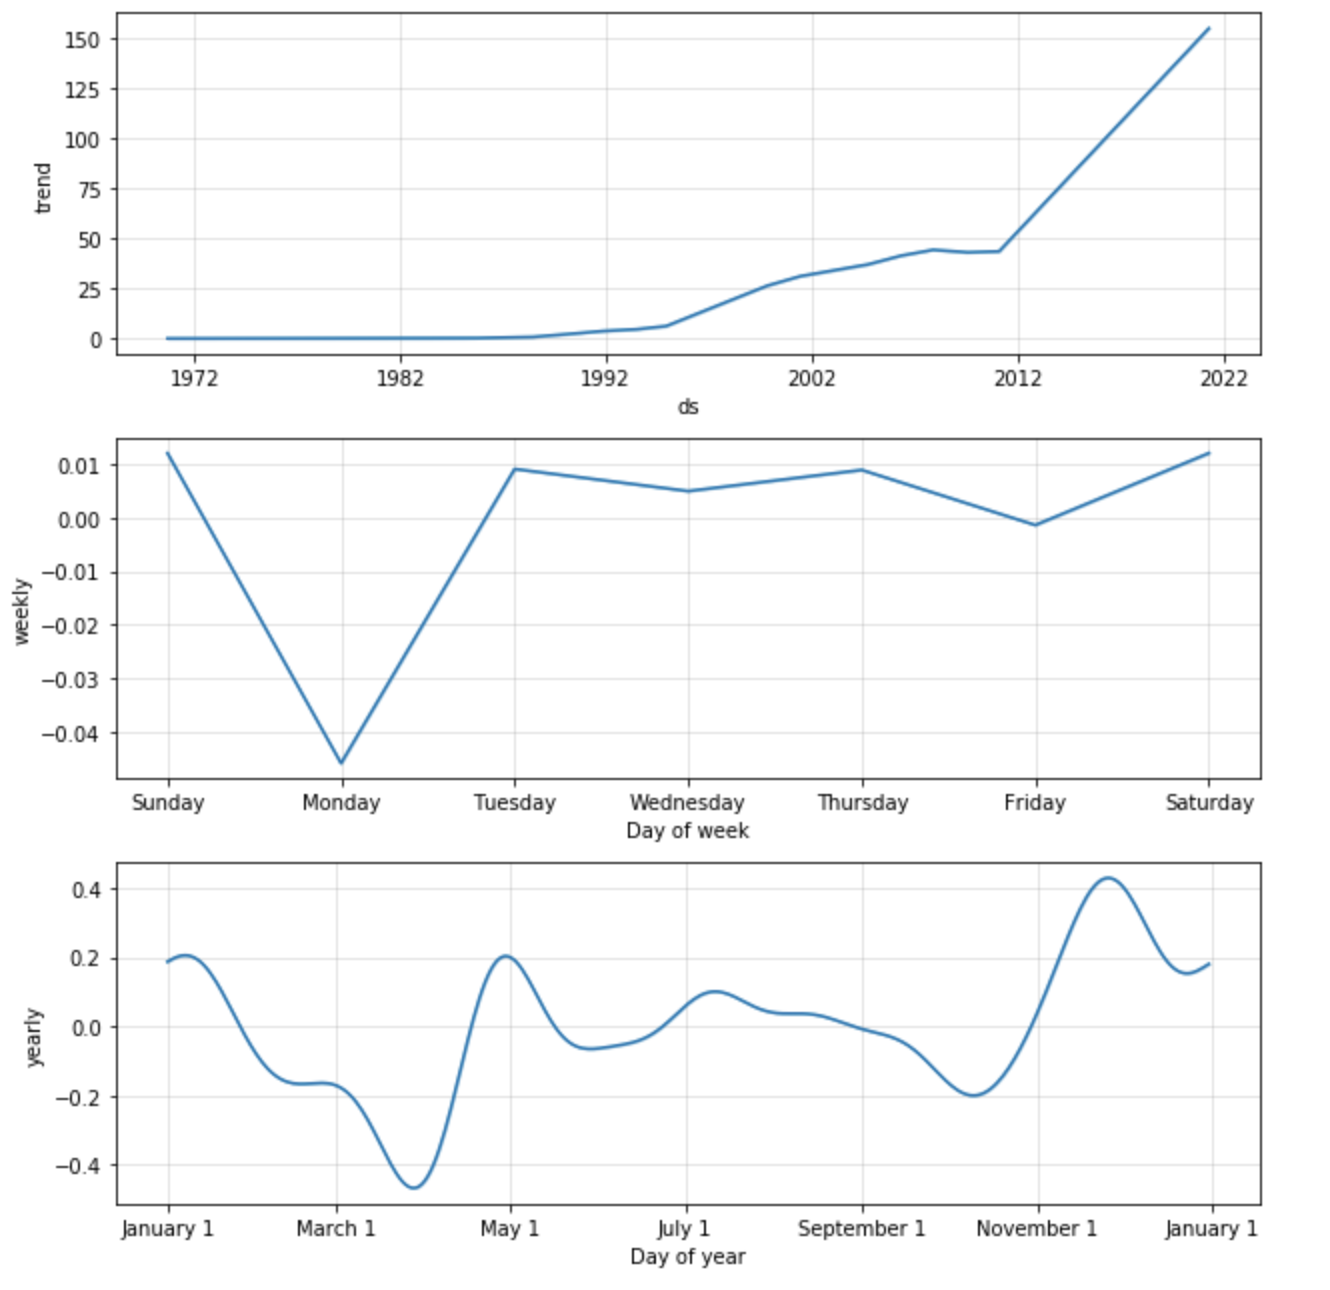 trend
150
125
100
75
50
25
0
1972 1982 1992 2002 2012 2022
ds
weekly
0.01
0.00
−0.01
−0.02
−0.03
−0.04
Sunday Monday Tuesday Wednesday Thursday Friday Saturday
Day of week
yearly
0.4
0.2
0.0
−0.2
−0.4
January 1 March 1 May 1 July 1 September 1 November 1 January 1
Day of year